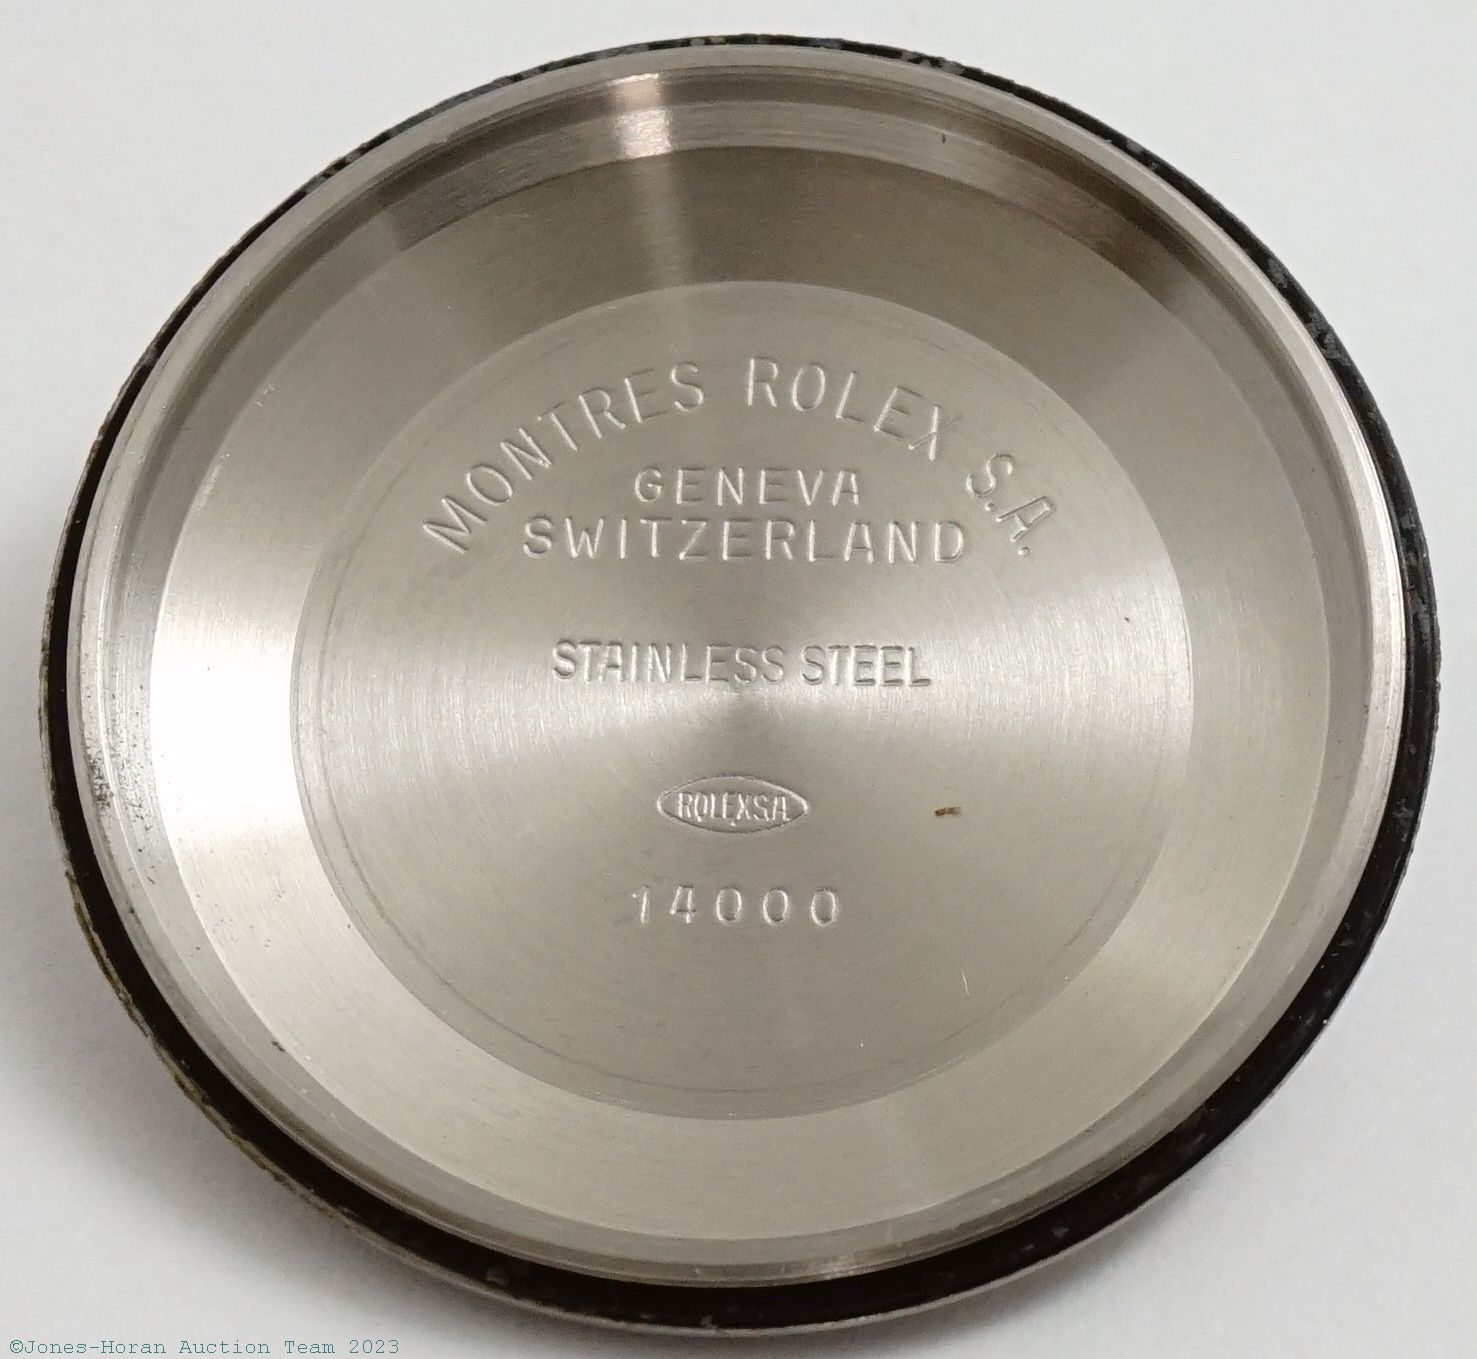 MONTRES ROLEX S.A.
GENEVA
SWITZERLAND
STAINLESS STEEL
ROLEXSA
14000
©Jones-Horan Auction Team 2023